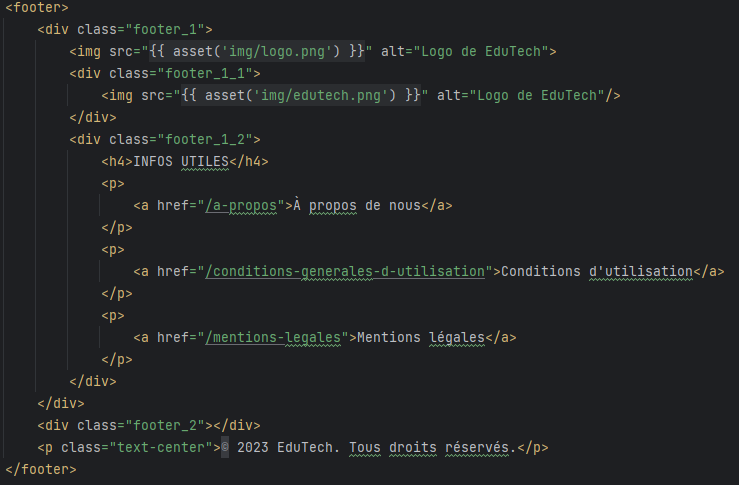 <footer>
    <div class="footer_1">
        <img src="{{ asset('img/logo.png') }}" alt="Logo de EduTech">
        <div class="footer_1_1">
            <img src="{{ asset('img/edutech.png') }}" alt="Logo de EduTech"/>
        </div>
        <div class="footer_1_2">
            <h4>INFOS UTILES</h4>
            <p>
                <a href="/a-propos">À propos de nous</a>
            </p>
            <p>
                <a href="/conditions-generales-d-utilisation">Conditions d'utilisation</a>
            </p>
            <p>
                <a href="/mentions-legales">Mentions légales</a>
            </p>
        </div>
    </div>
    <div class="footer_2"></div>
    <p class="text-center">© 2023 EduTech. Tous droits réservés.</p>
</footer>